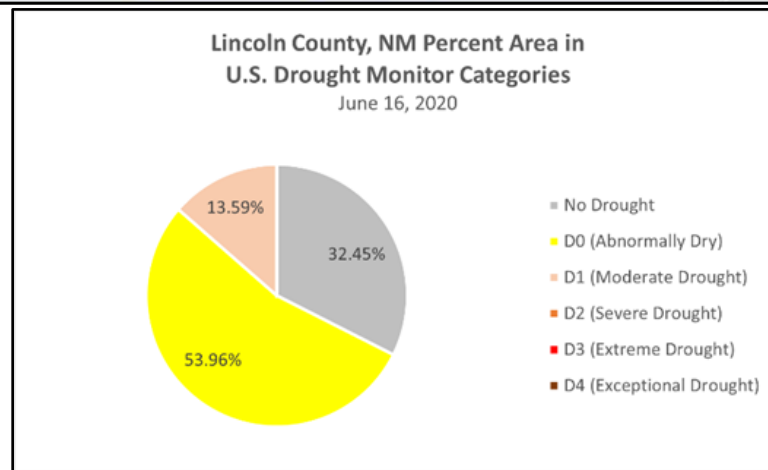 Lincoln County, NM Percent Area in
U.S. Drought Monitor Categories
June 16, 2020
13.59%
32.45%
53.96%
No Drought
D0 (Abnormally Dry)
D1 (Moderate Drought)
D2 (Severe Drought)
D3 (Extreme Drought)
D4 (Exceptional Drought)